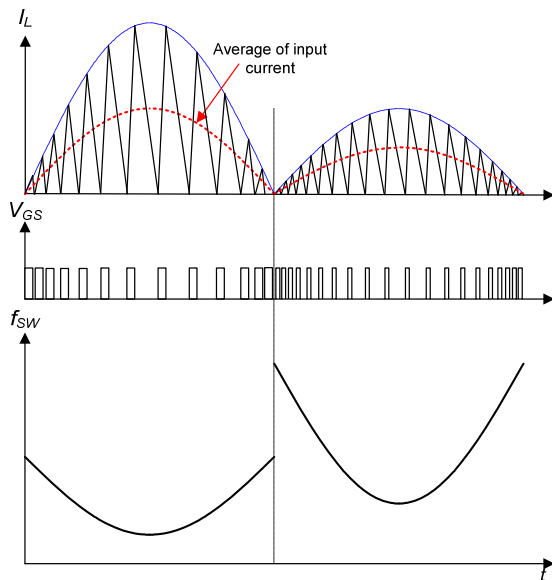 I_L
Average of input
current
V_GS
f_SW
t